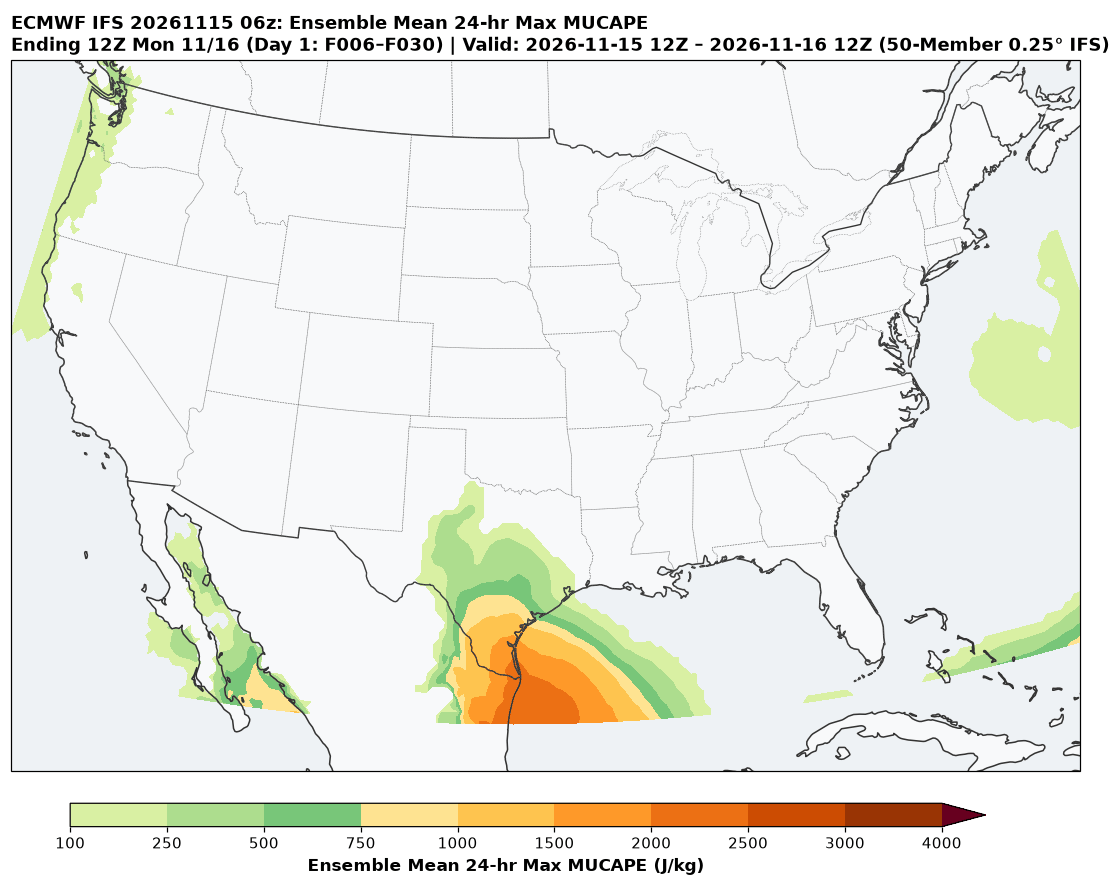 ECMWF IFS 20261115 06z: Ensemble Mean 24-hr Max MUCAPE
Ending 12Z Mon 11/16 (Day 1: F006–F030) | Valid: 2026-11-15 12Z – 2026-11-16 12Z (50-Member 0.25° IFS)
100 250 500 750 1000 1500 2000 2500 3000 4000
Ensemble Mean 24-hr Max MUCAPE (J/kg)